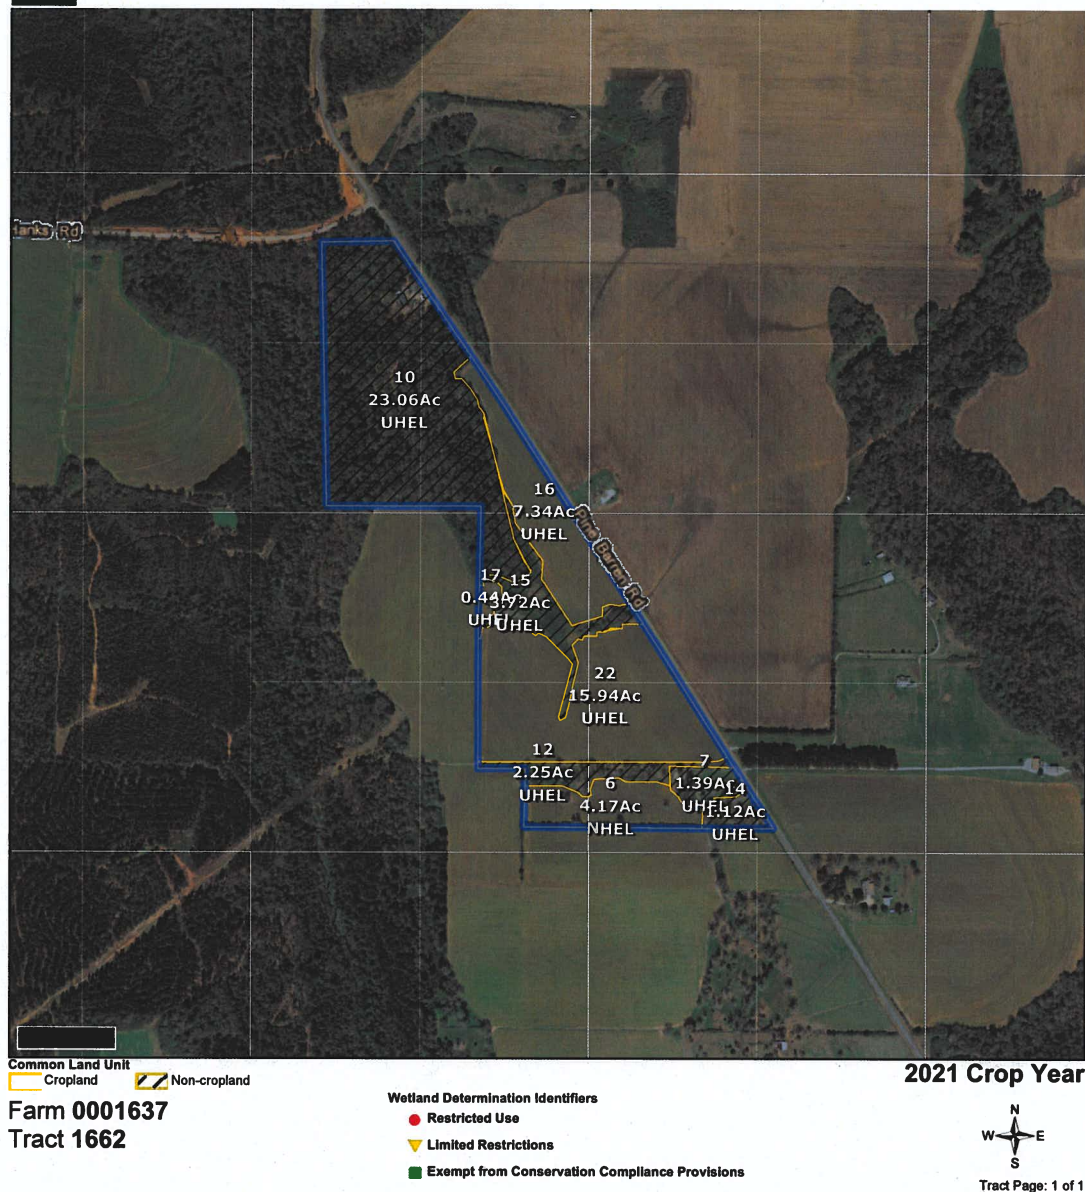 Hanks Rd
10
23.06Ac
UHEL
16
7.34Ac
UHEL
Pine Barren Rd
17
0.44Ac
UHEL
15
3.72Ac
UHEL
22
15.94Ac
UHEL
12
2.25Ac
UHEL
6
4.17Ac
NHEL
7
1.39Ac
UHEL
14
1.12Ac
UHEL
Common Land Unit
Cropland Non-cropland
2021 Crop Year
Farm 0001637
Tract 1662
Wetland Determination Identifiers
Restricted Use
Limited Restrictions
Exempt from Conservation Compliance Provisions
N
W E
S
Tract Page: 1 of 1